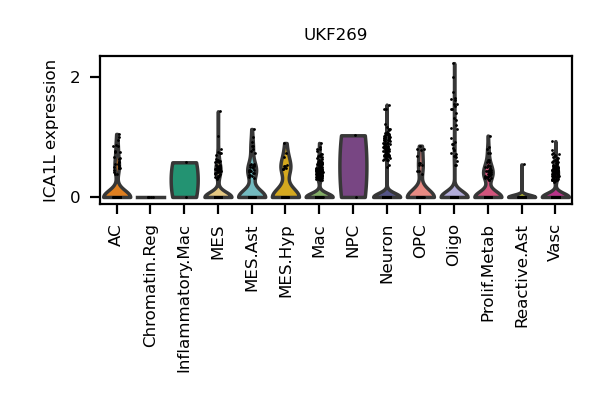 UKF269
ICA1L expression
2
0
AC
Chromatin.Reg
Inflammatory.Mac
MES
MES.Ast
MES.Hyp
Mac
NPC
Neuron
OPC
Oligo
Prolif.Metab
Reactive.Ast
Vasc